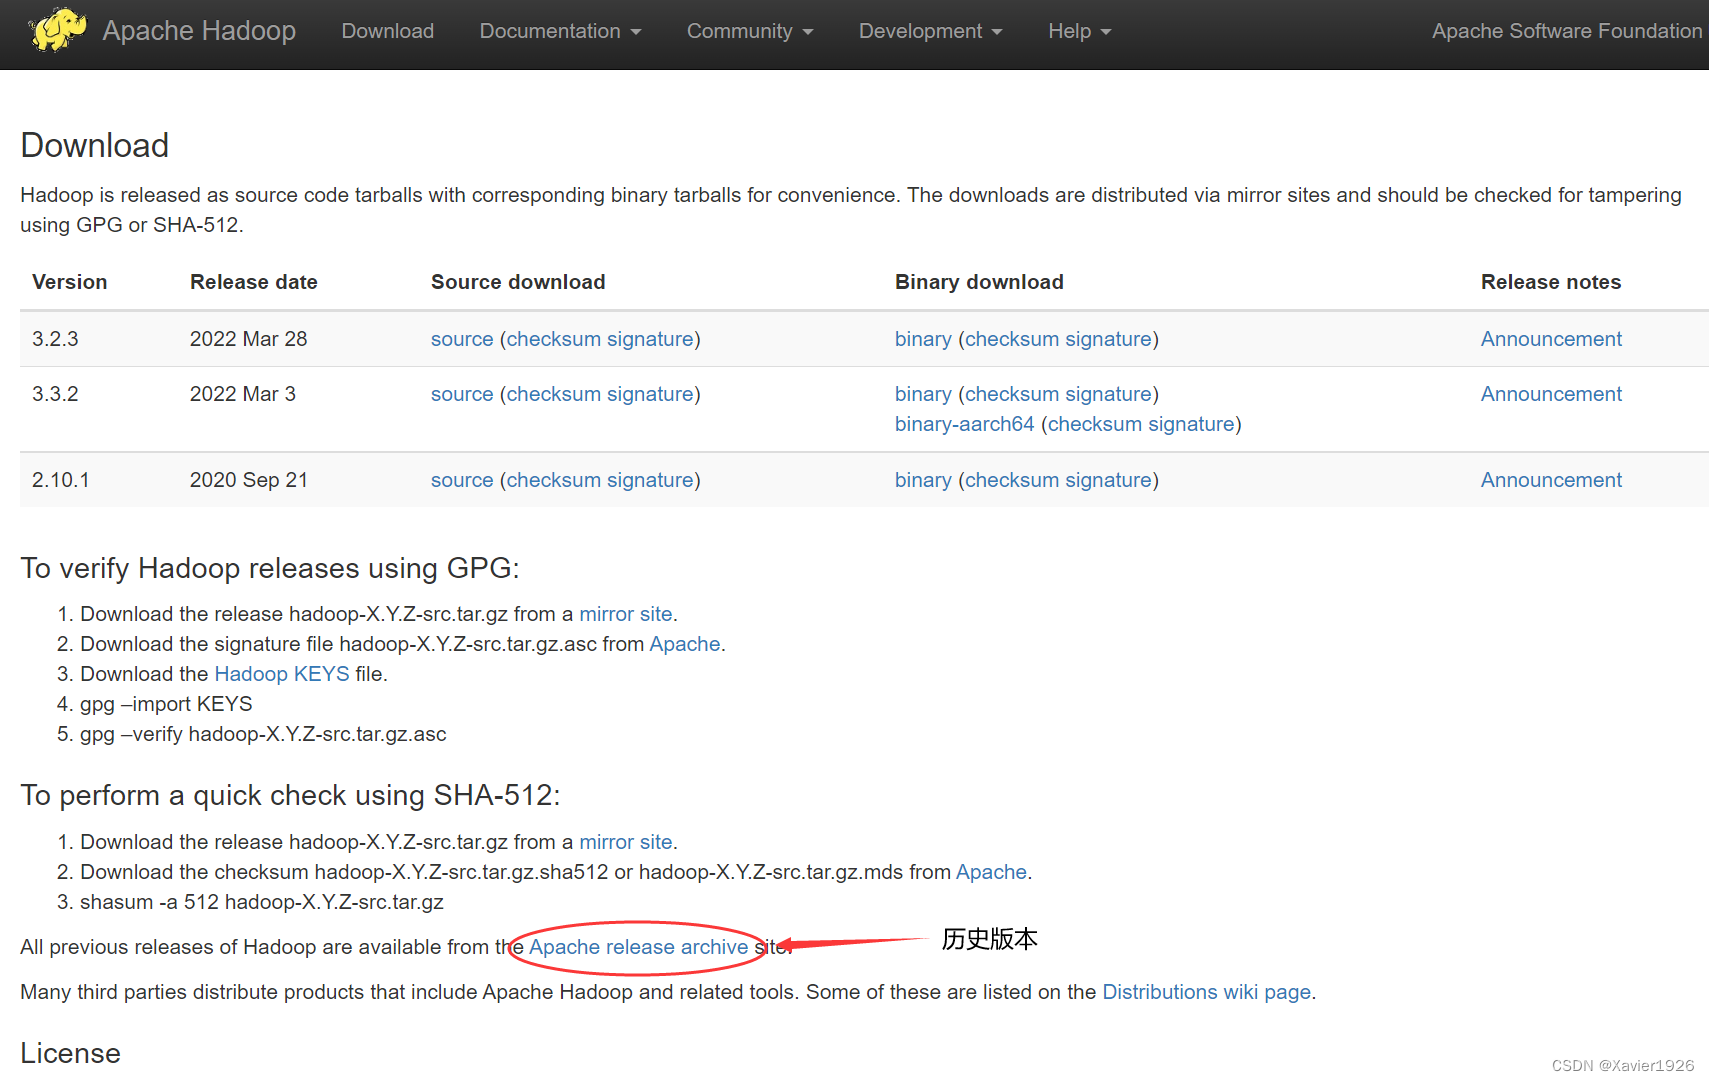 Apache Hadoop Download Documentation Community Development Help Apache Software Foundation
Download
Hadoop is released as source code tarballs with corresponding binary tarballs for convenience. The downloads are distributed via mirror sites and should be checked for tampering
using GPG or SHA-512.
Version Release date Source download Binary download Release notes
3.2.3 2022 Mar 28 source (checksum signature) binary (checksum signature) Announcement
3.3.2 2022 Mar 3 source (checksum signature) binary (checksum signature) Announcement
binary-aarch64 (checksum signature)
2.10.1 2020 Sep 21 source (checksum signature) binary (checksum signature) Announcement
To verify Hadoop releases using GPG:
1. Download the release hadoop-X.Y.Z-src.tar.gz from a mirror site.
2. Download the signature file hadoop-X.Y.Z-src.tar.gz.asc from Apache.
3. Download the Hadoop KEYS file.
4. gpg –import KEYS
5. gpg –verify hadoop-X.Y.Z-src.tar.gz.asc
To perform a quick check using SHA-512:
1. Download the release hadoop-X.Y.Z-src.tar.gz from a mirror site.
2. Download the checksum hadoop-X.Y.Z-src.tar.gz.sha512 or hadoop-X.Y.Z-src.tar.gz.mds from Apache.
3. shasum -a 512 hadoop-X.Y.Z-src.tar.gz
All previous releases of Hadoop are available from the Apache release archive site. 历史版本
Many third parties distribute products that include Apache Hadoop and related tools. Some of these are listed on the Distributions wiki page.
License
CSDN @Xavier1926